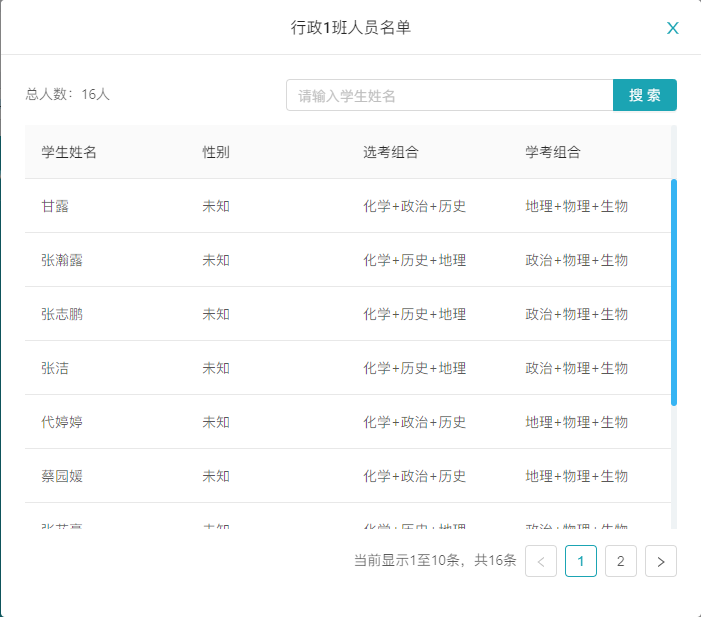 行政1班人员名单
X
总人数：16人
请输入学生姓名
搜 索
学生姓名 性别 选考组合 学考组合
甘露 未知 化学+政治+历史 地理+物理+生物
张瀚露 未知 化学+历史+地理 政治+物理+生物
张志鹏 未知 化学+历史+地理 政治+物理+生物
张洁 未知 化学+历史+地理 政治+物理+生物
代婷婷 未知 化学+政治+历史 地理+物理+生物
蔡园媛 未知 化学+政治+历史 地理+物理+生物
未知 化学+历史+地理 政治+物理+生物
当前显示1至10条，共16条 < 1 2 >